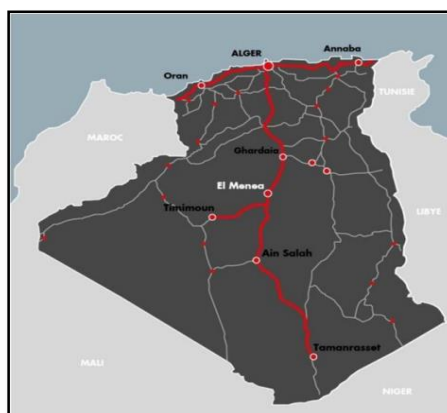 ALGER
Annaba
Oran
TUNISIE
MAROC
Ghardaia
El Menea
Timimoun
LIBYE
Ain Salah
Tamanrasset
MALI
NIGER